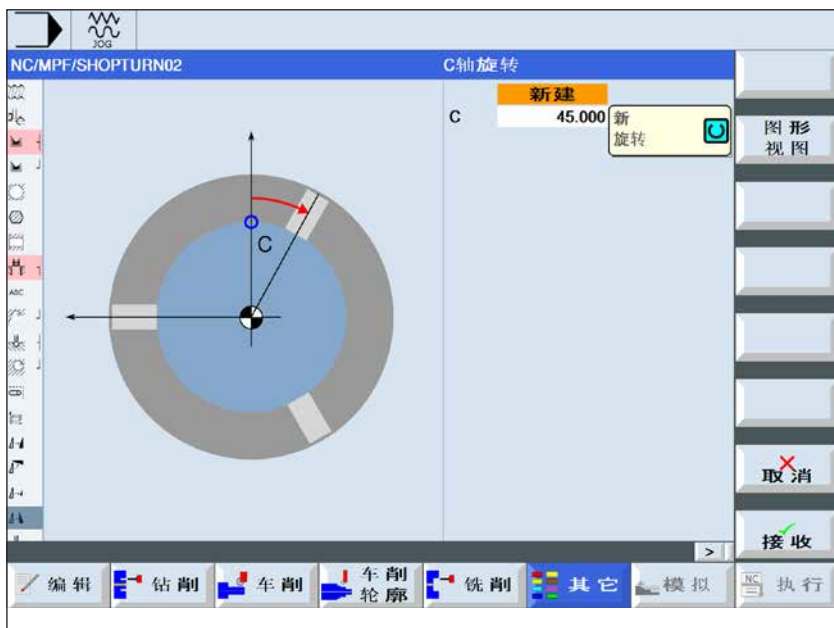 JOG
NC/MPF/SHOPTURN02
C轴旋转
新建
C 45.000
新
旋转
图形
视图
C
ABC
取消
接收
>
编辑
钻削
车削
车削
轮廓
铣削
其它
模拟
NC
执行